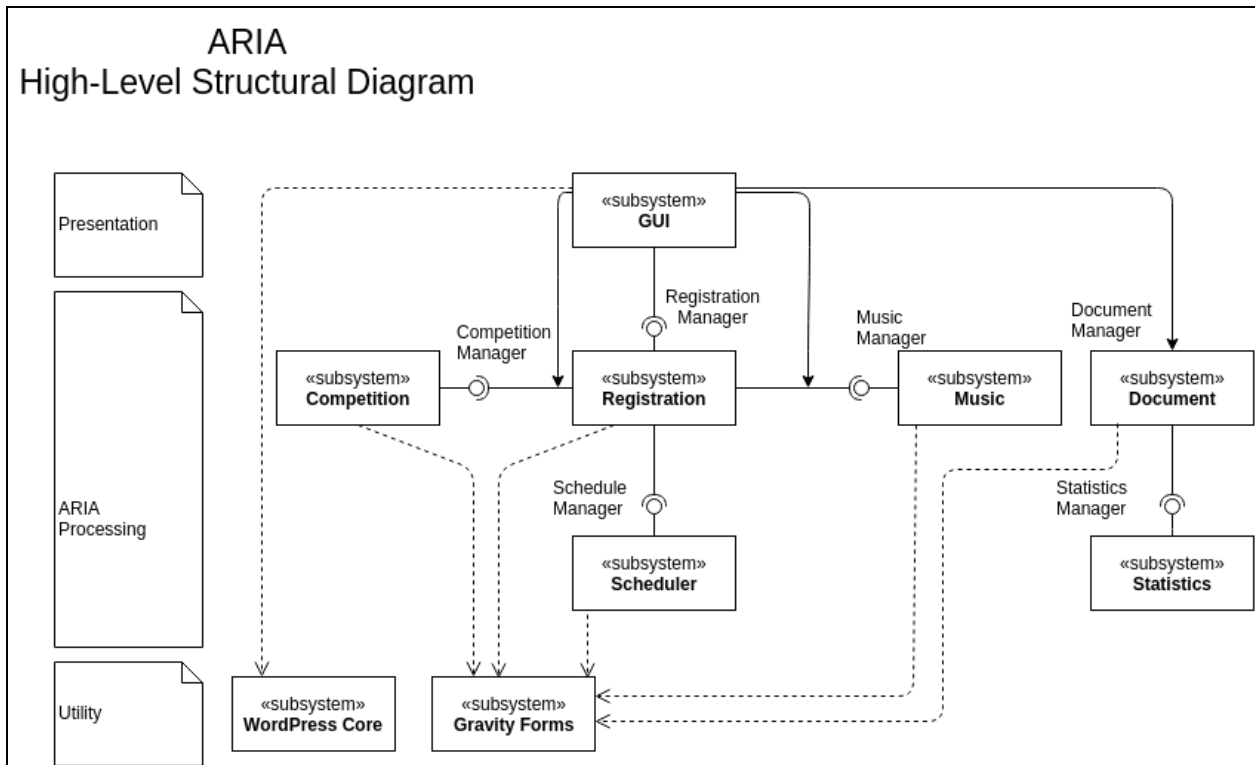 ARIA
High-Level Structural Diagram
Presentation
«subsystem»
GUI
Registration
Manager
Competition
Manager
Music
Manager
Document
Manager
«subsystem»
Competition
«subsystem»
Registration
«subsystem»
Music
«subsystem»
Document
ARIA
Processing
Schedule
Manager
Statistics
Manager
«subsystem»
Scheduler
«subsystem»
Statistics
Utility
«subsystem»
WordPress Core
«subsystem»
Gravity Forms